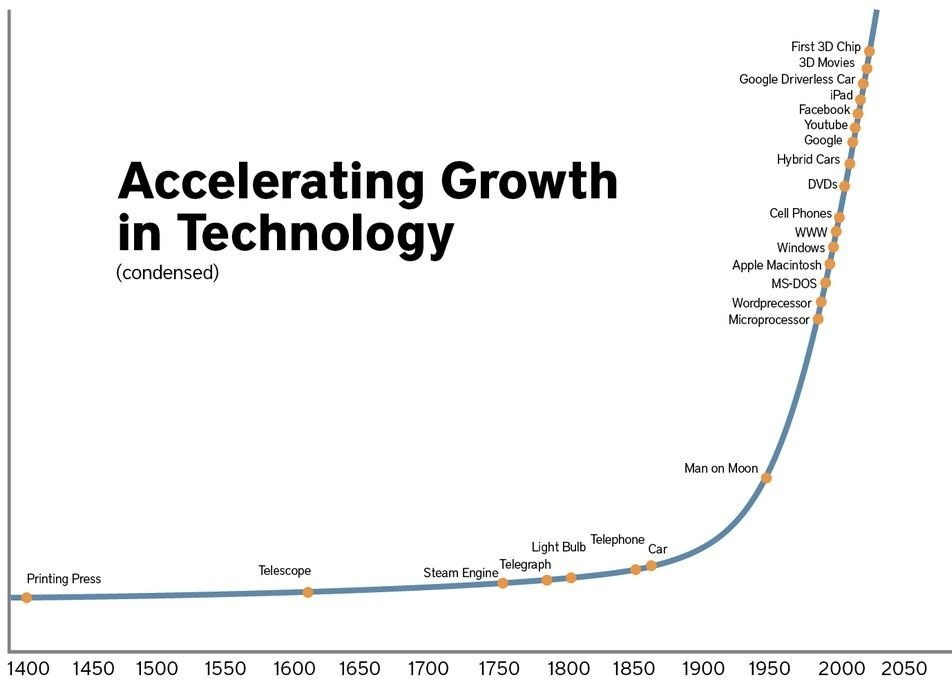 First 3D Chip
3D Movies
Google Driverless Car
iPad
Facebook
Youtube
Google
Hybrid Cars
DVDs
Cell Phones
WWW
Windows
Apple Macintosh
MS-DOS
Wordprecessor
Microprocessor
Accelerating Growth
in Technology
(condensed)
Man on Moon
Telephone
Car
Light Bulb
Telegraph
Steam Engine
Telescope
Printing Press
1400 1450 1500 1550 1600 1650 1700 1750 1800 1850 1900 1950 2000 2050